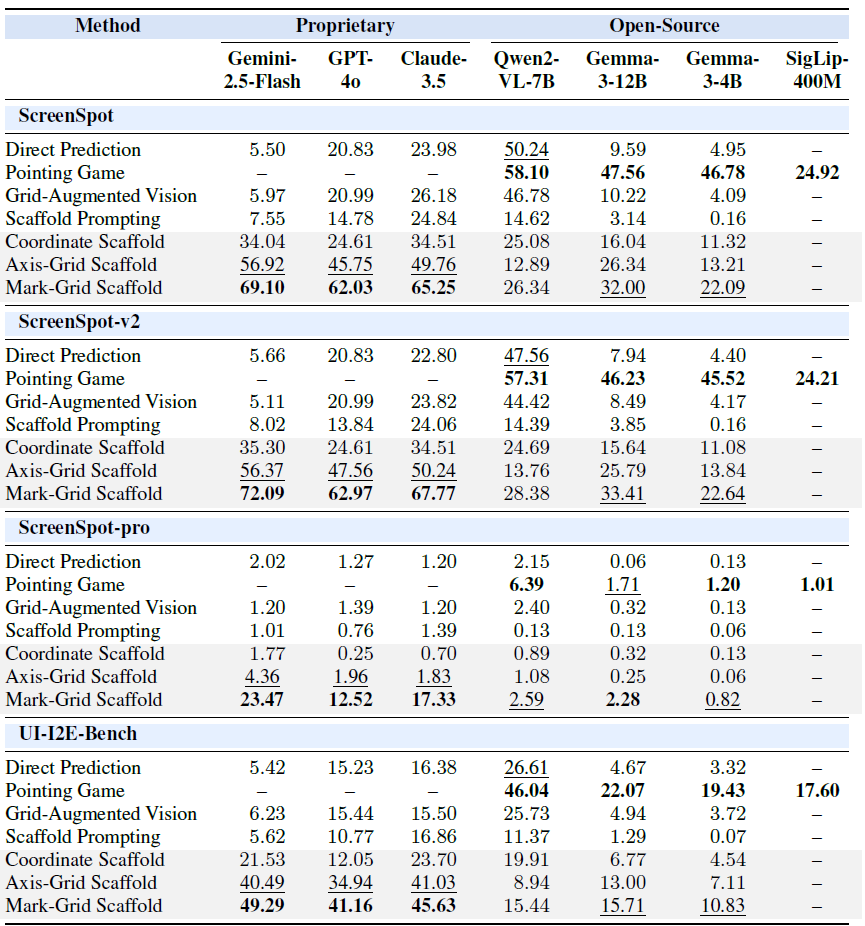 Method Proprietary Open-Source
Gemini- GPT- Claude- Qwen2- Gemma- Gemma- SigLip-
2.5-Flash 4o 3.5 VL-7B 3-12B 3-4B 400M
ScreenSpot
Direct Prediction 5.50 20.83 23.98 50.24 9.59 4.95 –
Pointing Game – – – 58.10 47.56 46.78 24.92
Grid-Augmented Vision 5.97 20.99 26.18 46.78 10.22 4.09 –
Scaffold Prompting 7.55 14.78 24.84 14.62 3.14 0.16 –
Coordinate Scaffold 34.04 24.61 34.51 25.08 16.04 11.32 –
Axis-Grid Scaffold 56.92 45.75 49.76 12.89 26.34 13.21 –
Mark-Grid Scaffold 69.10 62.03 65.25 26.34 32.00 22.09 –
ScreenSpot-v2
Direct Prediction 5.66 20.83 22.80 47.56 7.94 4.40 –
Pointing Game – – – 57.31 46.23 45.52 24.21
Grid-Augmented Vision 5.11 20.99 23.82 44.42 8.49 4.17 –
Scaffold Prompting 8.02 13.84 24.06 14.39 3.85 0.16 –
Coordinate Scaffold 35.30 24.61 34.51 24.69 15.64 11.08 –
Axis-Grid Scaffold 56.37 47.56 50.24 13.76 25.79 13.84 –
Mark-Grid Scaffold 72.09 62.97 67.77 28.38 33.41 22.64 –
ScreenSpot-pro
Direct Prediction 2.02 1.27 1.20 2.15 0.06 0.13 –
Pointing Game – – – 6.39 1.71 1.20 1.01
Grid-Augmented Vision 1.20 1.39 1.20 2.40 0.32 0.13 –
Scaffold Prompting 1.01 0.76 1.39 0.13 0.13 0.06 –
Coordinate Scaffold 1.77 0.25 0.70 0.89 0.32 0.13 –
Axis-Grid Scaffold 4.36 1.96 1.83 1.08 0.25 0.06 –
Mark-Grid Scaffold 23.47 12.52 17.33 2.59 2.28 0.82 –
UI-I2E-Bench
Direct Prediction 5.42 15.23 16.38 26.61 4.67 3.32 –
Pointing Game – – – 46.04 22.07 19.43 17.60
Grid-Augmented Vision 6.23 15.44 15.50 25.73 4.94 3.72 –
Scaffold Prompting 5.62 10.77 16.86 11.37 1.29 0.07 –
Coordinate Scaffold 21.53 12.05 23.70 19.91 6.77 4.54 –
Axis-Grid Scaffold 40.49 34.94 41.03 8.94 13.00 7.11 –
Mark-Grid Scaffold 49.29 41.16 45.63 15.44 15.71 10.83 –